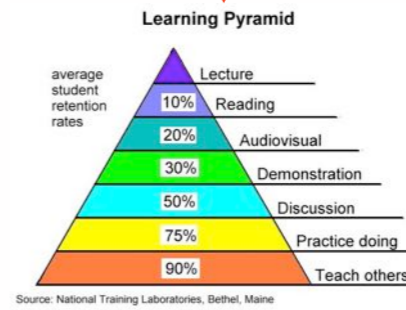 Learning Pyramid
average
student
retention
rates
Lecture
10% Reading
20% Audiovisual
30% Demonstration
50% Discussion
75% Practice doing
90% Teach others
Source: National Training Laboratories, Bethel, Maine